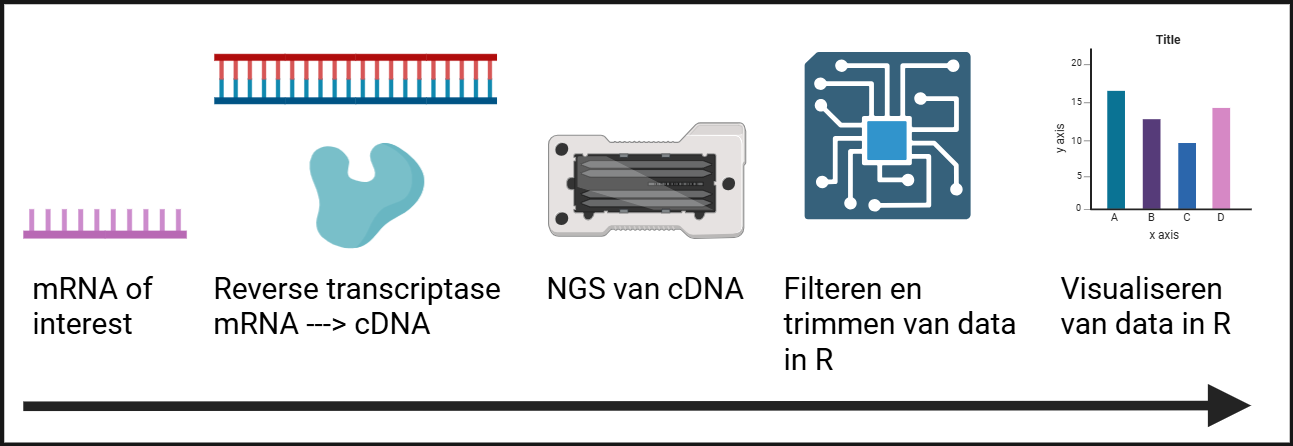 mRNA of
interest
Reverse transcriptase
mRNA ---> cDNA
NGS van cDNA
Filteren en
trimmen van data
in R
Title
y axis
20
15
10
5
0
A B C D
x axis
Visualiseren
van data in R